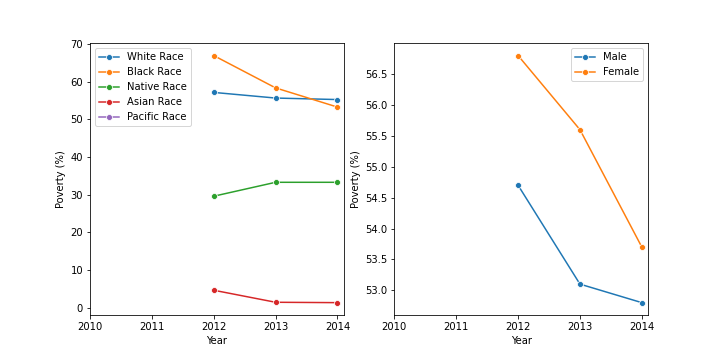 70
60
50
40
30
20
10
0
Poverty (%)
2010 2011 2012 2013 2014
Year
White Race
Black Race
Native Race
Asian Race
Pacific Race
56.5
56.0
55.5
55.0
54.5
54.0
53.5
53.0
Poverty (%)
2010 2011 2012 2013 2014
Year
Male
Female